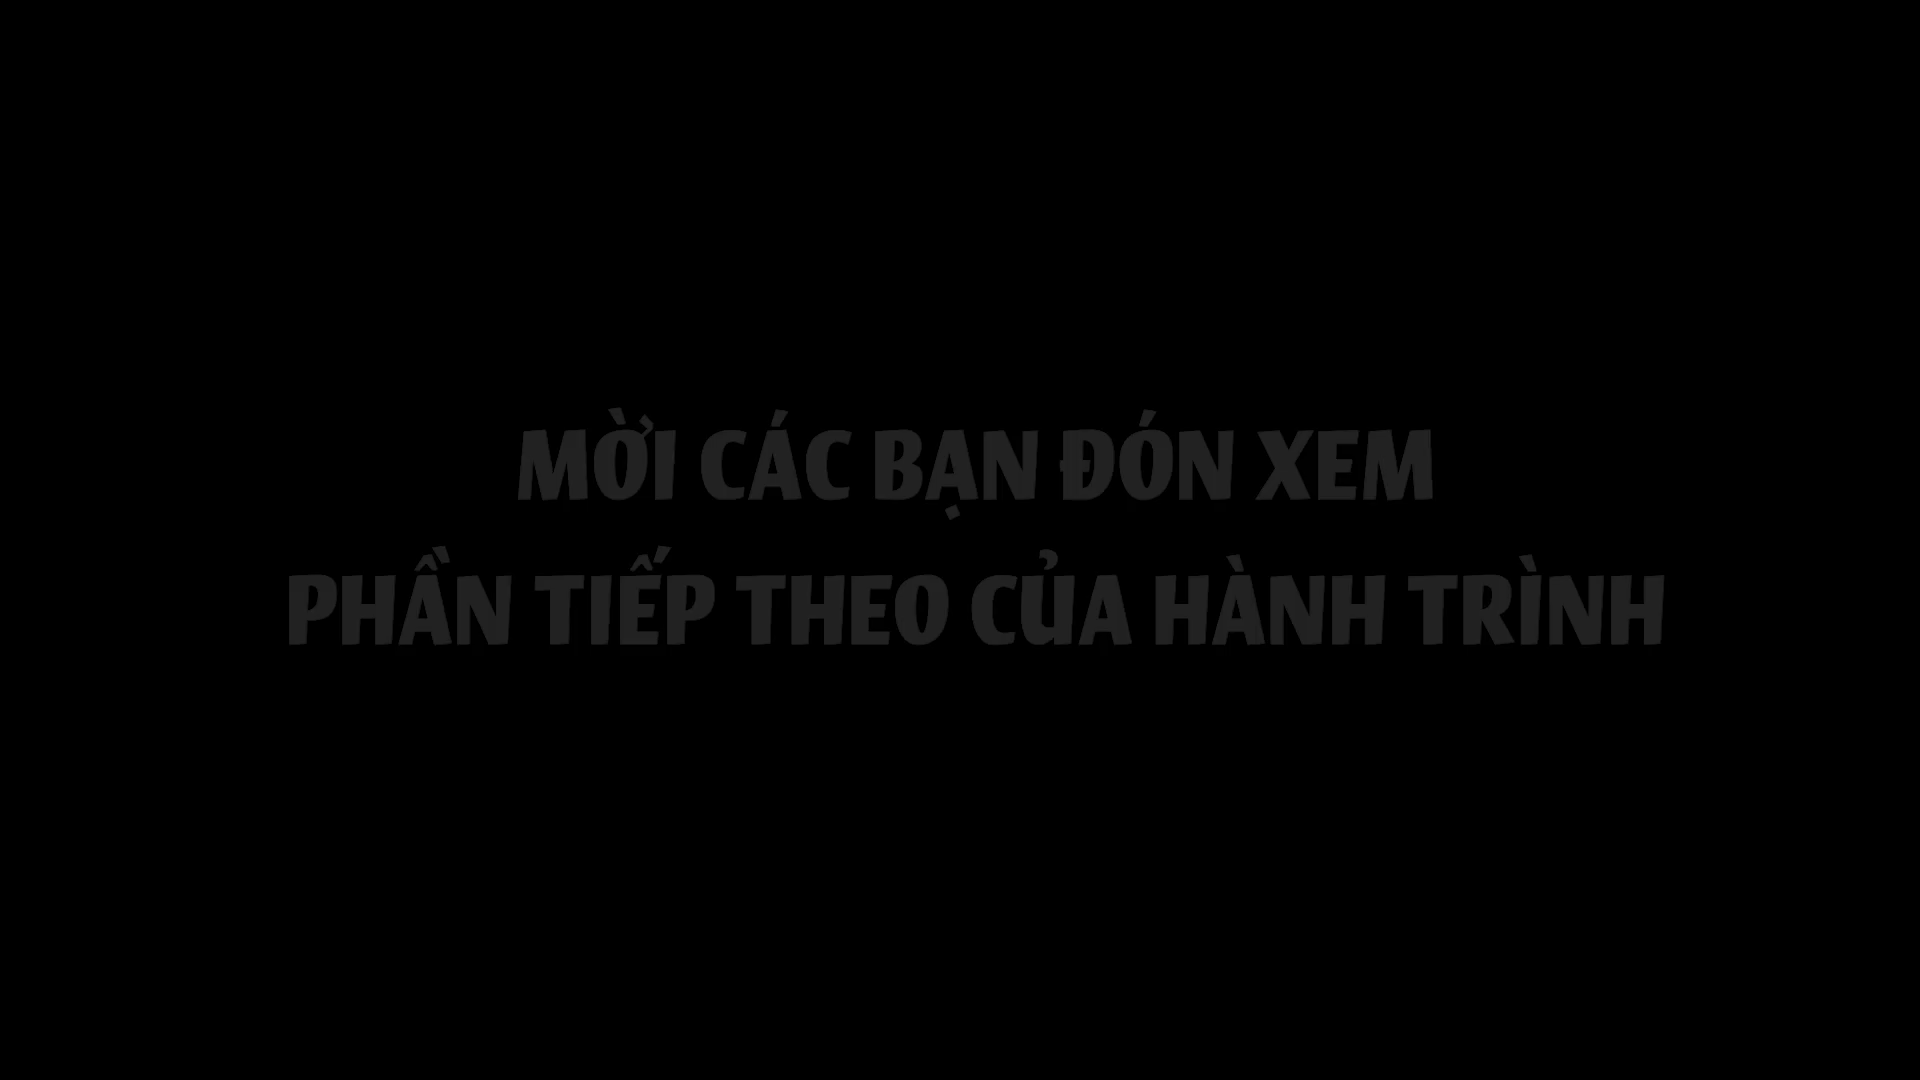 MỜI CÁC BẠN ĐÓN XEM
PHẦN TIẾP THEO CỦA HÀNH TRÌNH